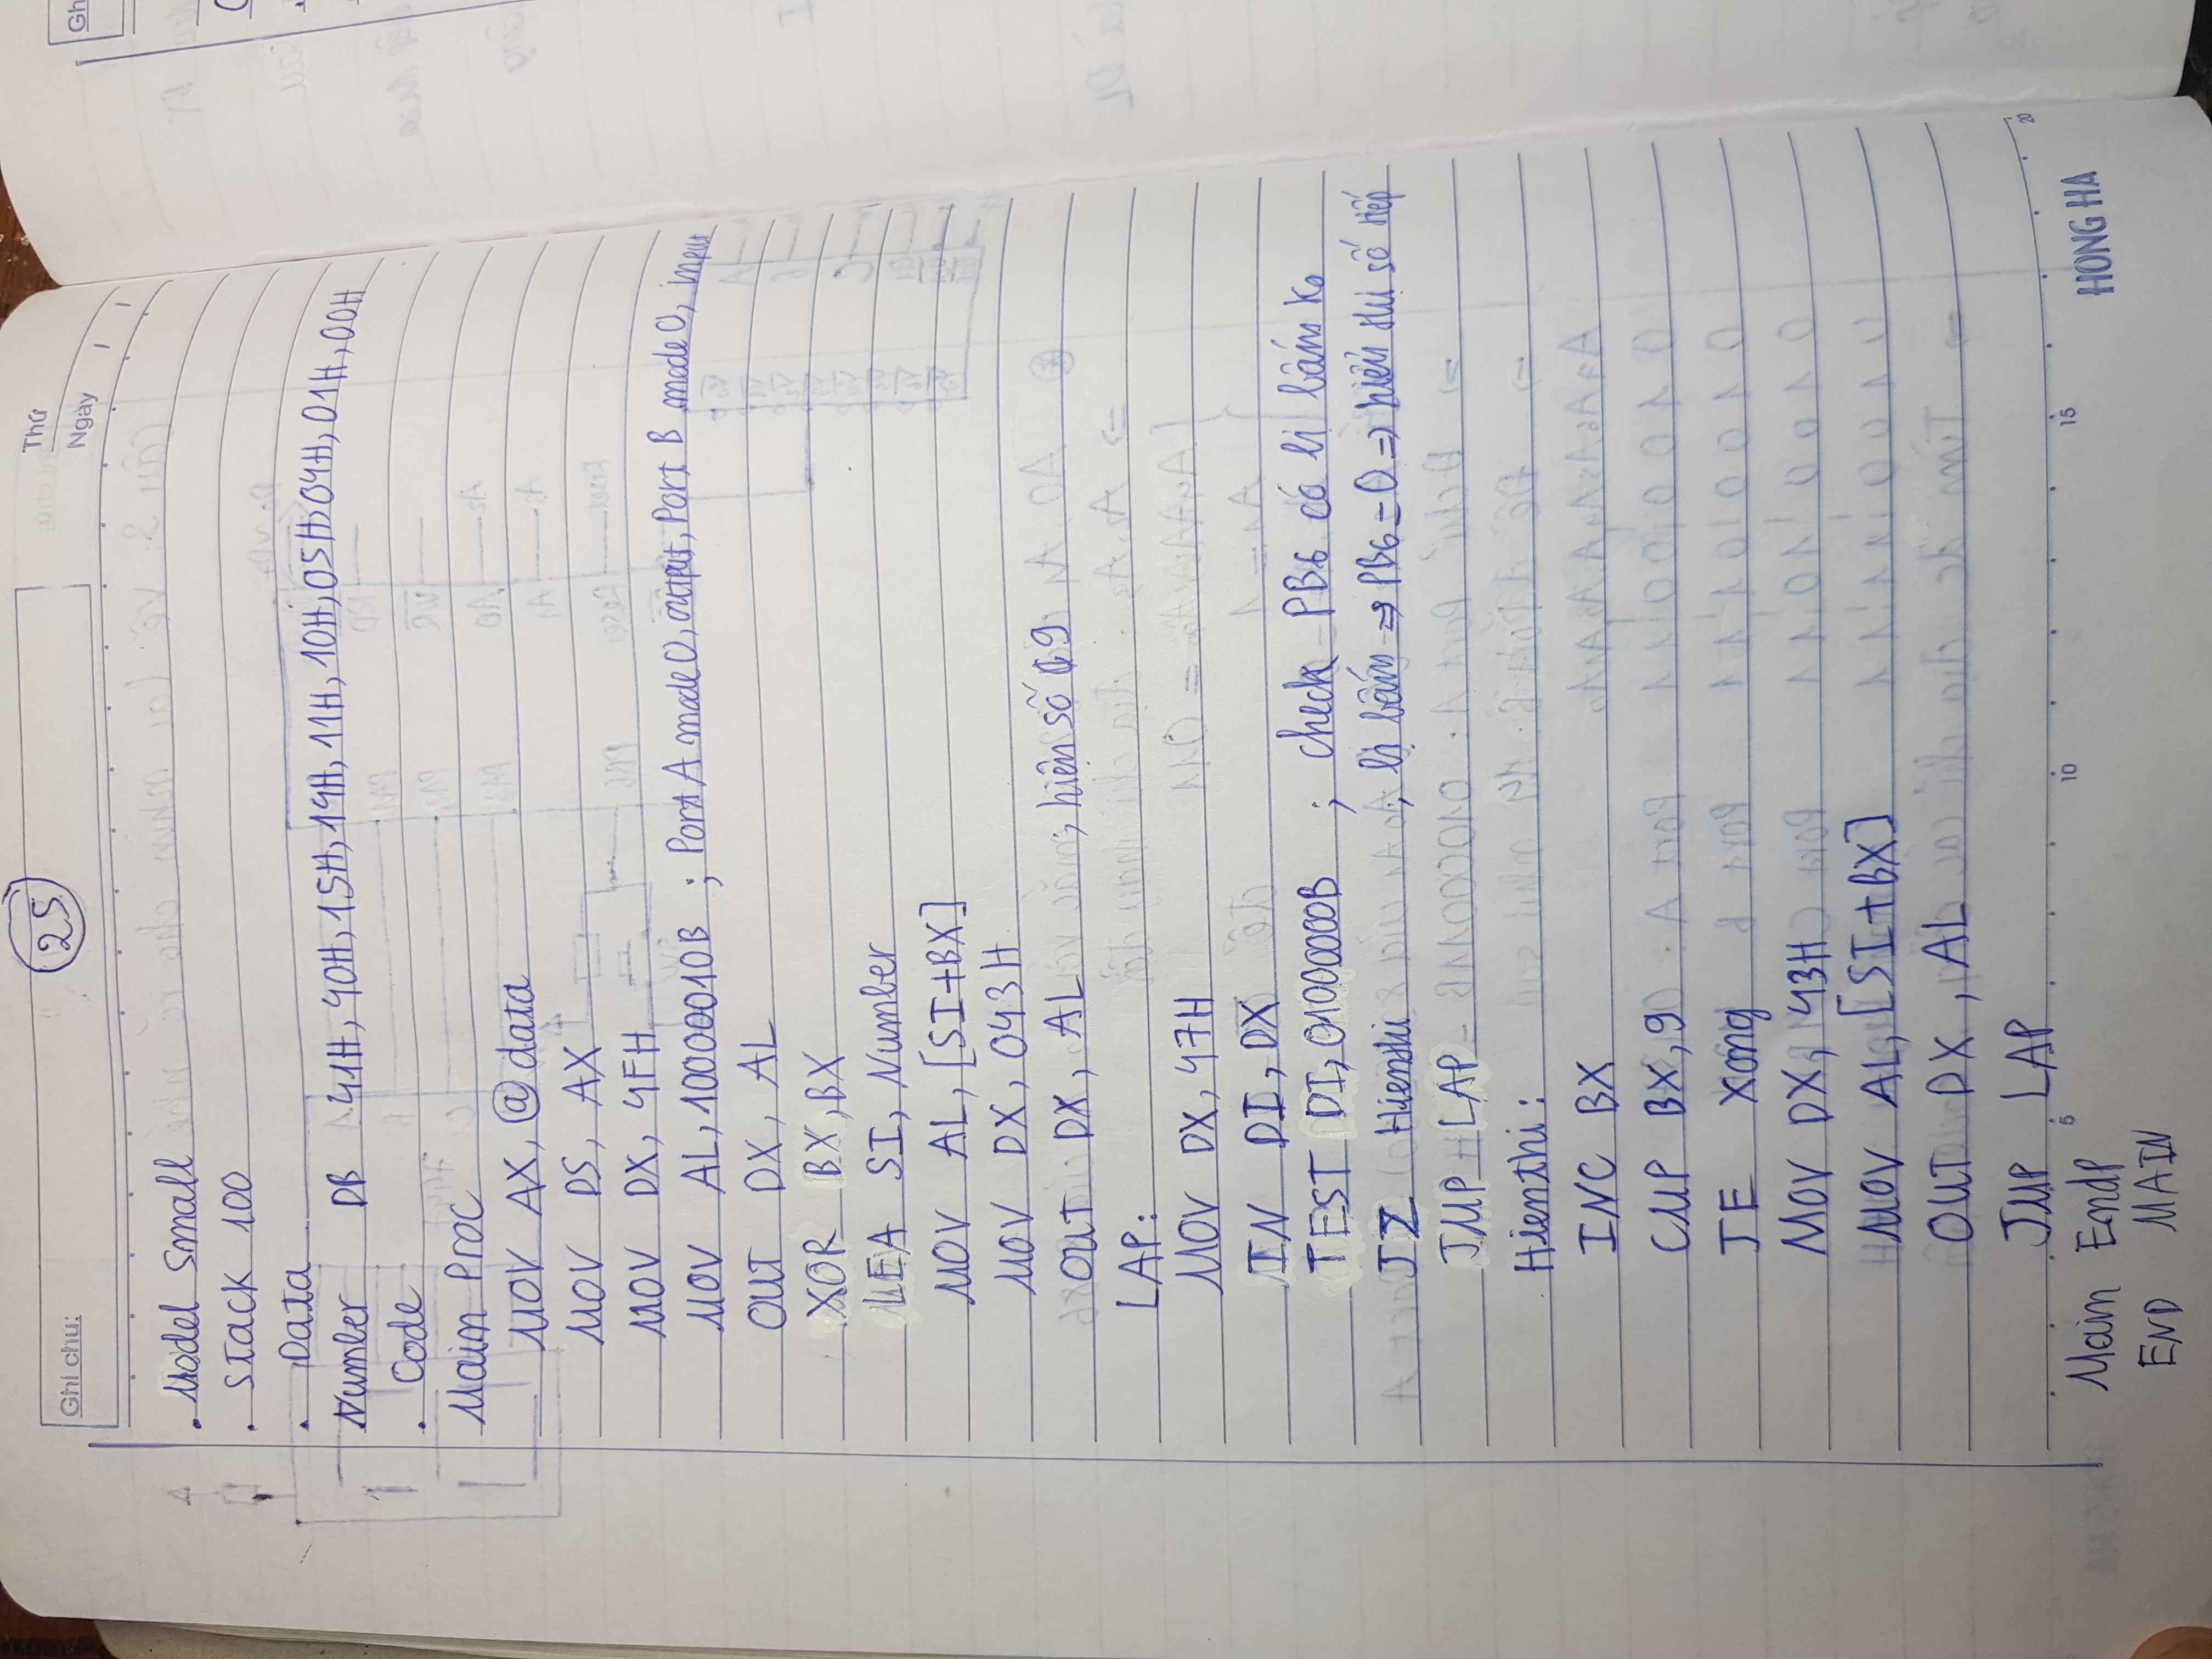 25
Ghi chú:
Thứ
Ngày / /
. Model Small
. Stack 100
. Data
Number DB 41H, 40H, 15H, 14H, 11H, 10H, 05H, 04H, 01H, 00H
. Code
Main Proc
MOV AX, @data
MOV DS, AX
MOV DX, 4FH
MOV AL, 10000010B ; Port A mode 0, output, Port B mode 0, input
OUT DX, AL
XOR BX, BX
LEA SI, Number
MOV AL, [SI+BX]
MOV DX, 043H
OUT DX, AL ; hiện số 9
LAP:
MOV DX, 47H
IN DI, DX
TEST DI, 01000000B ; check PB6 có bị bấm ko
JZ Hienthi ; bị bấm => PB6 = 0 => hiển thị số tiếp
JMP LAP
Hienthi:
INC BX
CMP BX, 9
JE Xong
MOV DX, 43H
MOV AL, [SI+BX]
OUT DX, AL
JMP LAP
5 10 15 20
Main Endp
HONG HA
END MAIN